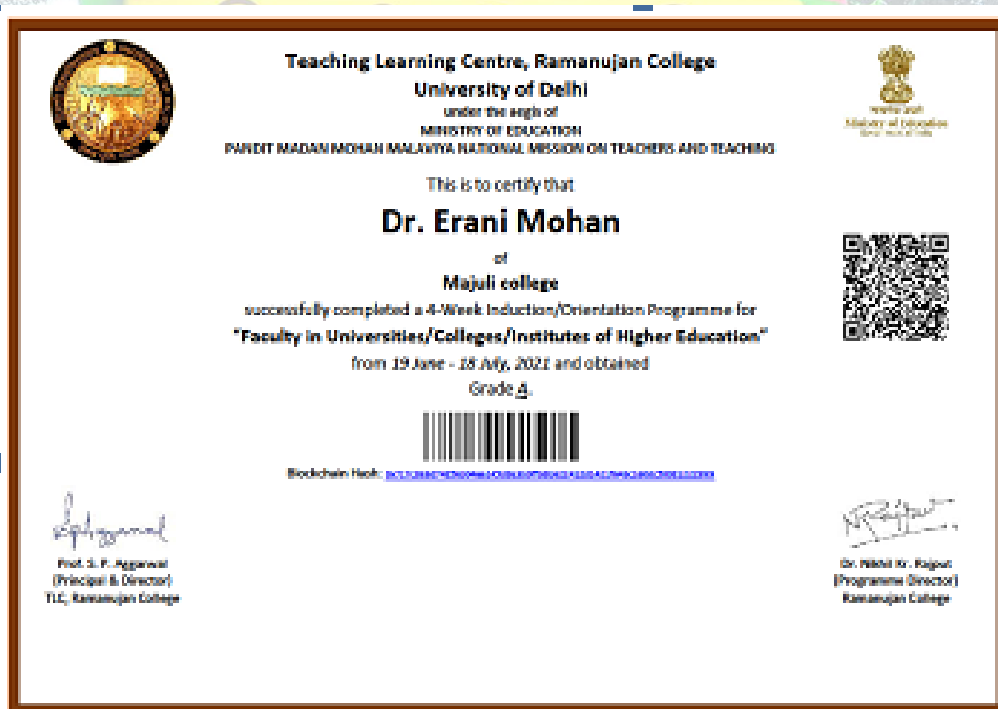 Teaching Learning Centre, Ramanujan College
University of Delhi
under the aegis of
MINISTRY OF EDUCATION
PANDIT MADAN MOHAN MALAVIYA NATIONAL MISSION ON TEACHERS AND TEACHING
Ministry of Education
This is to certify that
Dr. Erani Mohan
of
Majuli college
successfully completed a 4-Week Induction/Orientation Programme for
"Faculty in Universities/Colleges/Institutes of Higher Education"
from 19 June - 18 July, 2021 and obtained
Grade A.
Blockchain Hash:
Prof. S. P. Aggarwal
(Principal & Director)
TLC, Ramanujan College
Dr. Nikhil Kr. Rajput
(Programme Director)
Ramanujan College